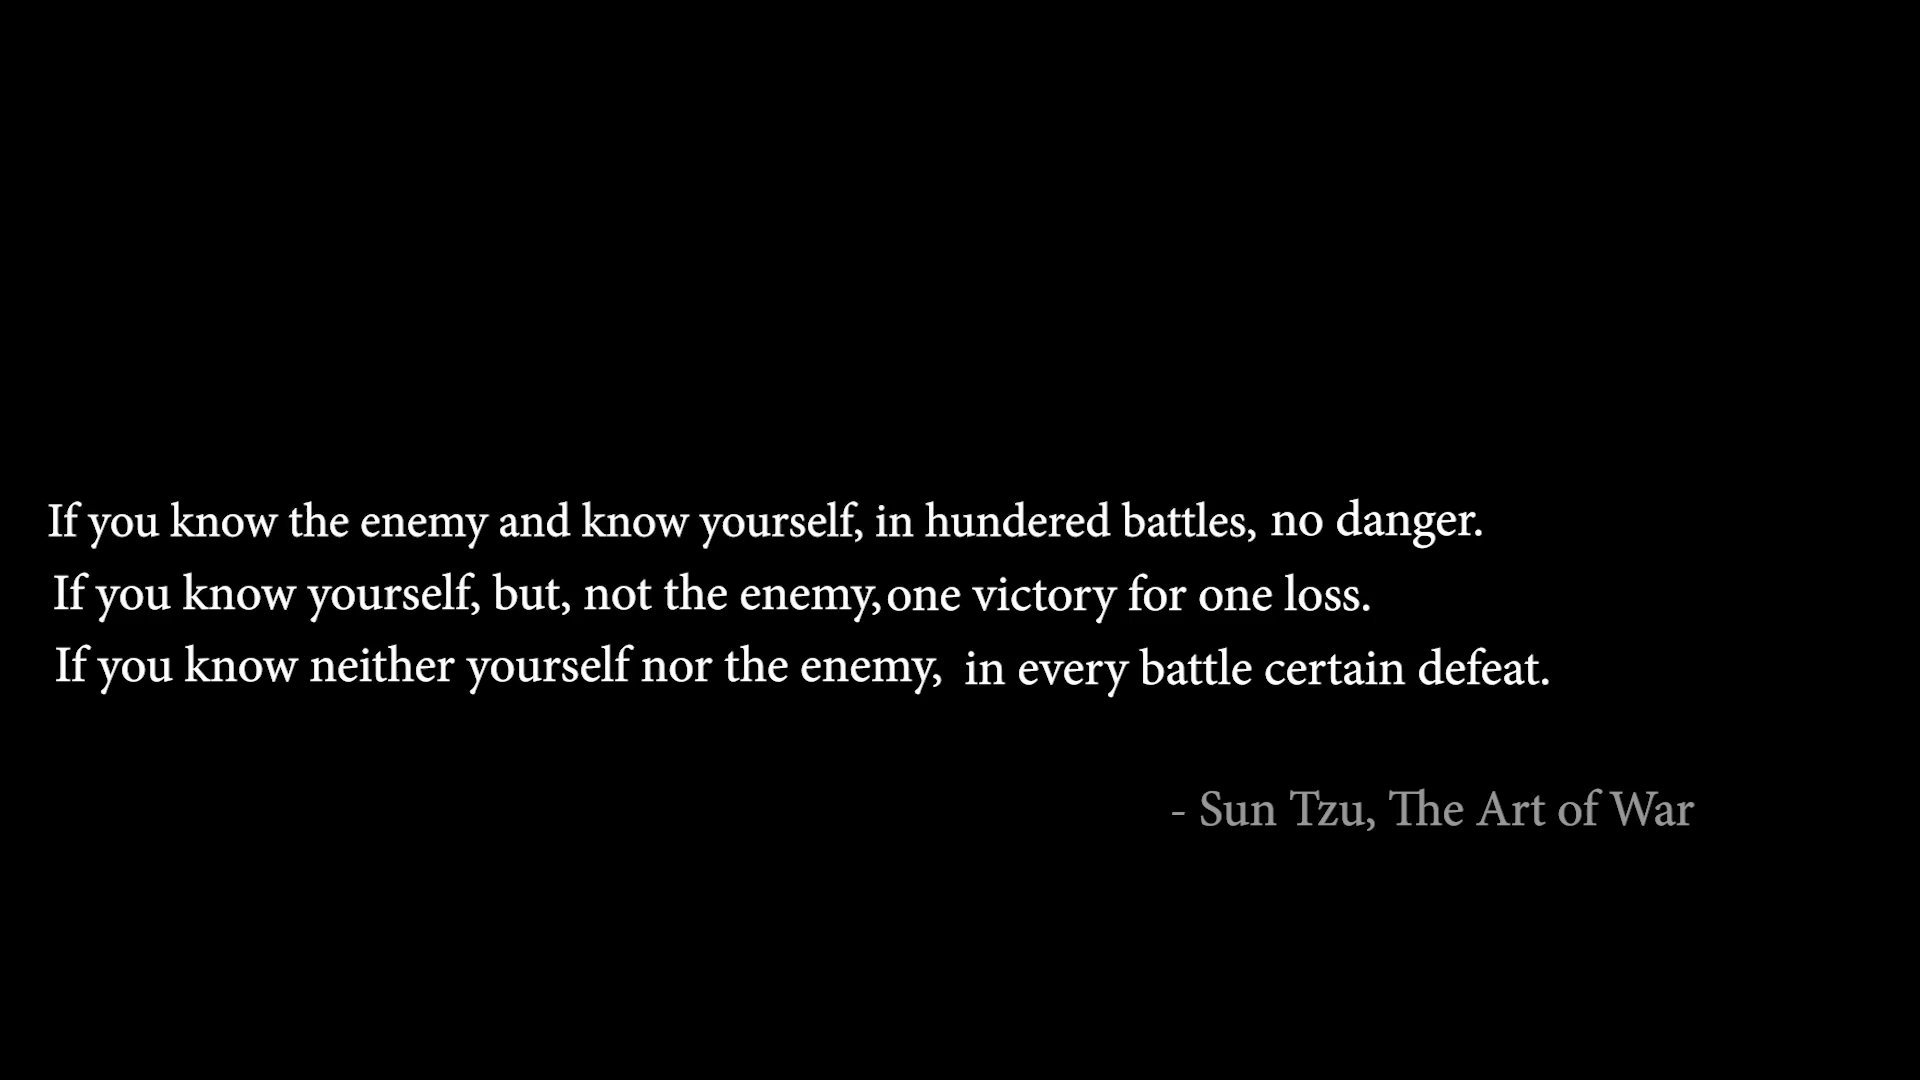 If you know the enemy and know yourself, in hundered battles, no danger.
If you know yourself, but, not the enemy, one victory for one loss.
If you know neither yourself nor the enemy, in every battle certain defeat.
- Sun Tzu, The Art of War